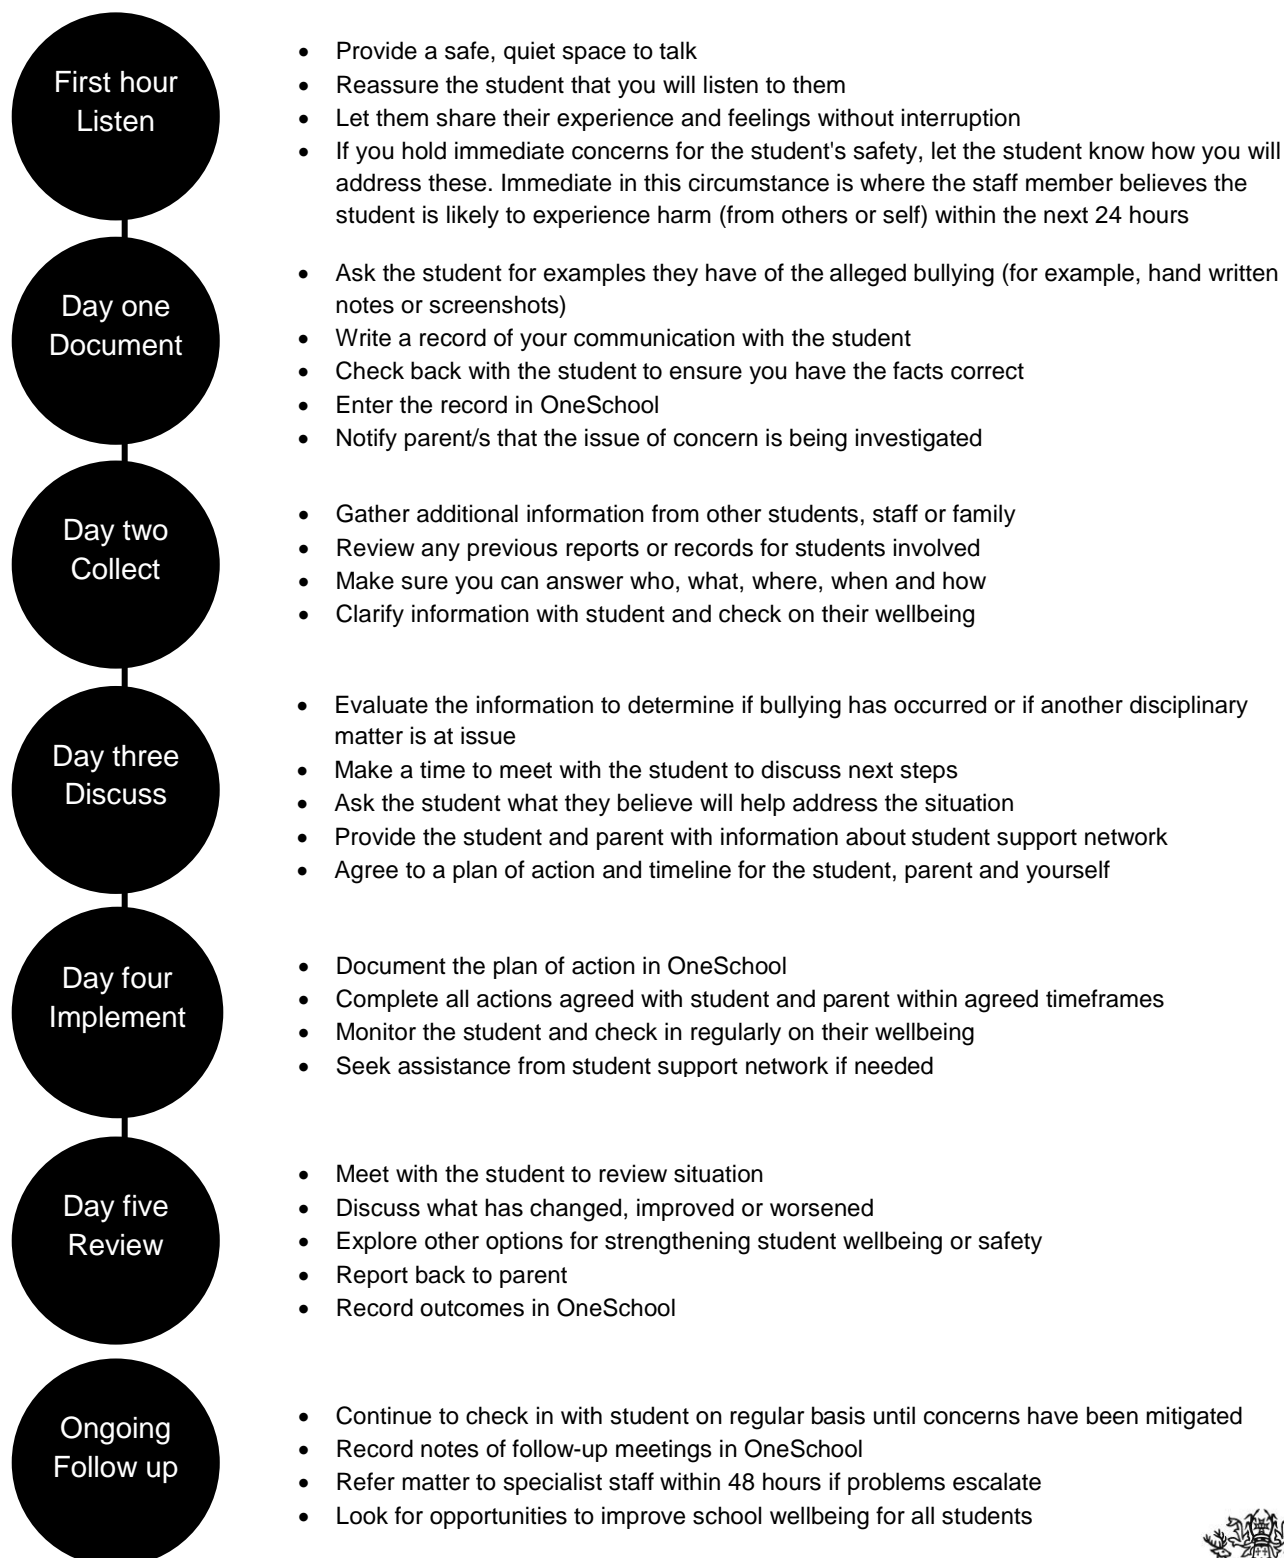 First hour
Listen
• Provide a safe, quiet space to talk
• Reassure the student that you will listen to them
• Let them share their experience and feelings without interruption
• If you hold immediate concerns for the student's safety, let the student know how you will
address these. Immediate in this circumstance is where the staff member believes the
student is likely to experience harm (from others or self) within the next 24 hours
Day one
Document
• Ask the student for examples they have of the alleged bullying (for example, hand written
notes or screenshots)
• Write a record of your communication with the student
• Check back with the student to ensure you have the facts correct
• Enter the record in OneSchool
• Notify parent/s that the issue of concern is being investigated
Day two
Collect
• Gather additional information from other students, staff or family
• Review any previous reports or records for students involved
• Make sure you can answer who, what, where, when and how
• Clarify information with student and check on their wellbeing
Day three
Discuss
• Evaluate the information to determine if bullying has occurred or if another disciplinary
matter is at issue
• Make a time to meet with the student to discuss next steps
• Ask the student what they believe will help address the situation
• Provide the student and parent with information about student support network
• Agree to a plan of action and timeline for the student, parent and yourself
Day four
Implement
• Document the plan of action in OneSchool
• Complete all actions agreed with student and parent within agreed timeframes
• Monitor the student and check in regularly on their wellbeing
• Seek assistance from student support network if needed
Day five
Review
• Meet with the student to review situation
• Discuss what has changed, improved or worsened
• Explore other options for strengthening student wellbeing or safety
• Report back to parent
• Record outcomes in OneSchool
Ongoing
Follow up
• Continue to check in with student on regular basis until concerns have been mitigated
• Record notes of follow-up meetings in OneSchool
• Refer matter to specialist staff within 48 hours if problems escalate
• Look for opportunities to improve school wellbeing for all students